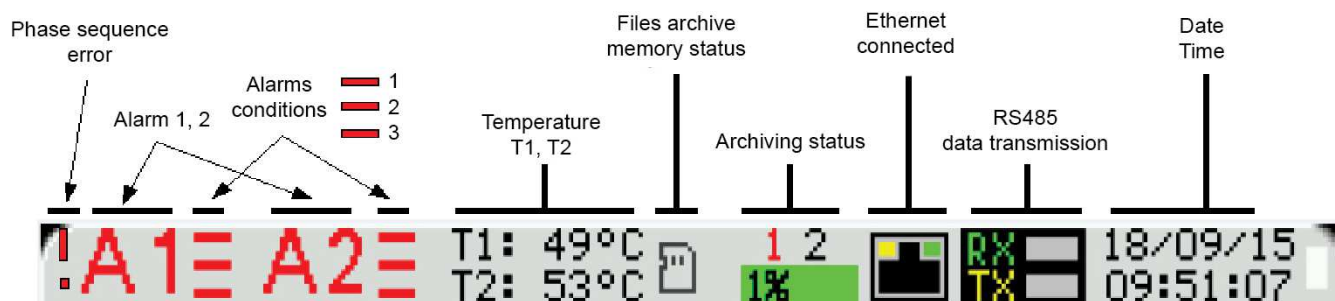 Phase sequence
error
Alarm 1, 2
Alarms
conditions
1
2
3
Temperature
T1, T2
Files archive
memory status
Archiving status
Ethernet
connected
RS485
data transmission
Date
Time
! A1 A2 T1: 49°C 1 2 RX 18/09/15
T2: 53°C 1% TX 09:51:07